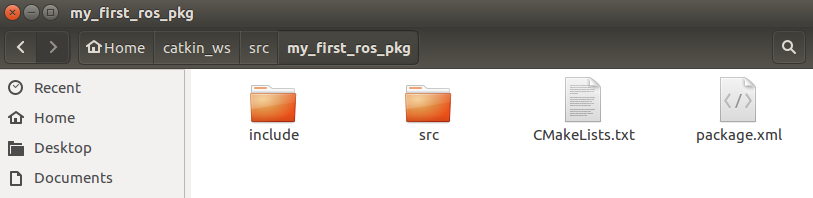 my_first_ros_pkg
Home catkin_ws src my_first_ros_pkg
Recent
Home
Desktop
Documents
include src CMakeLists.txt package.xml